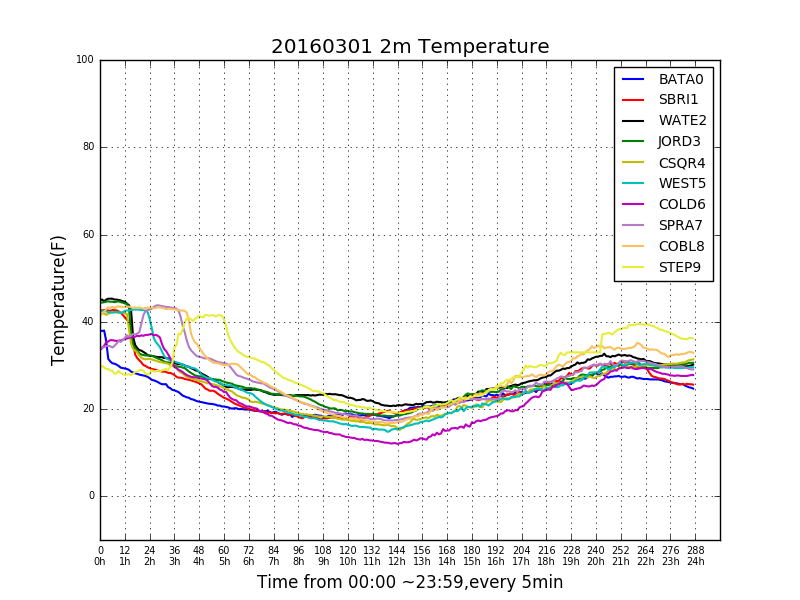 20160301 2m Temperature
100
80
60
40
20
0
Temperature(F)
BATA0
SBRI1
WATE2
JORD3
CSQR4
WEST5
COLD6
SPRA7
COBL8
STEP9
0 12 24 36 48 60 72 84 96 108 120 132 144 156 168 180 192 204 216 228 240 252 264 276 288
0h 1h 2h 3h 4h 5h 6h 7h 8h 9h 10h 11h 12h 13h 14h 15h 16h 17h 18h 19h 20h 21h 22h 23h 24h
Time from 00:00 ~23:59,every 5min